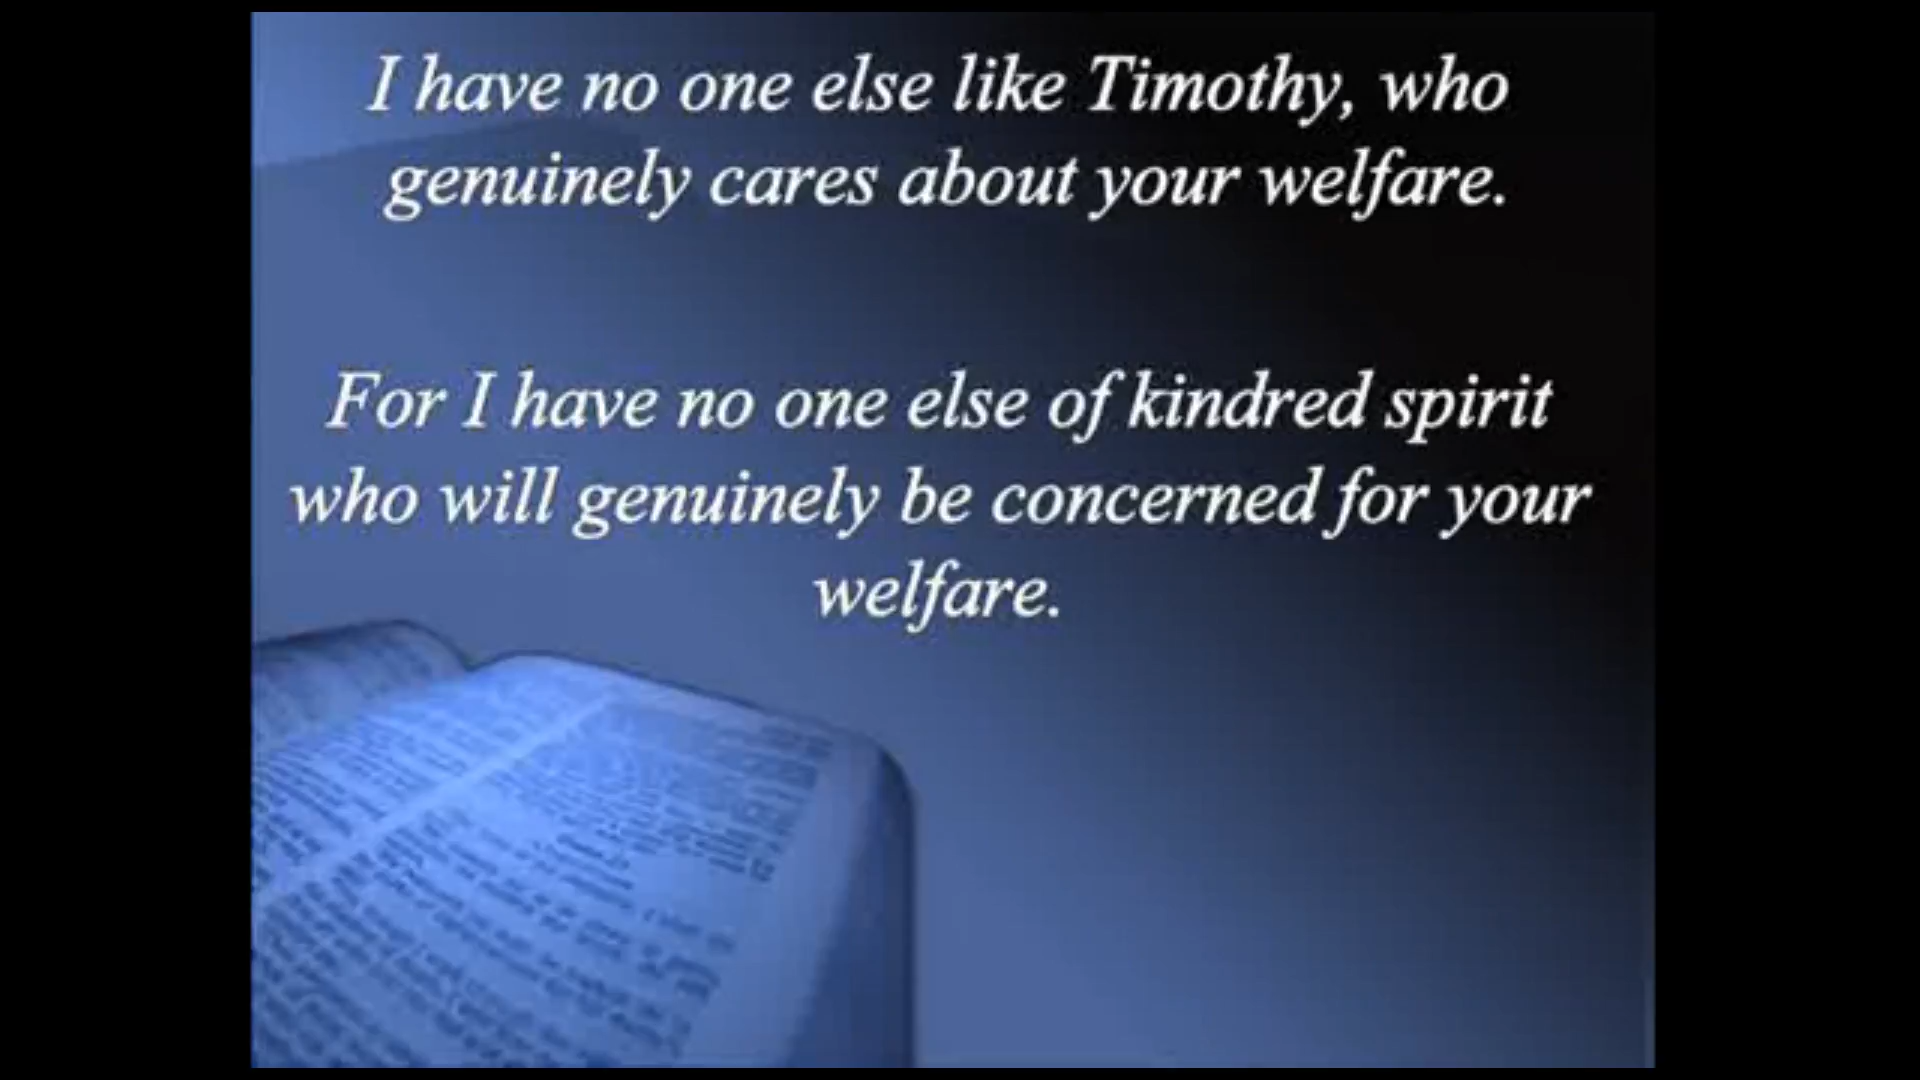 I have no one else like Timothy, who
genuinely cares about your welfare.
For I have no one else of kindred spirit
who will genuinely be concerned for your
welfare.